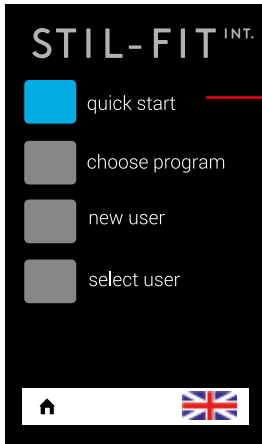 STIL-FIT INT.
quick start
choose program
new user
select user